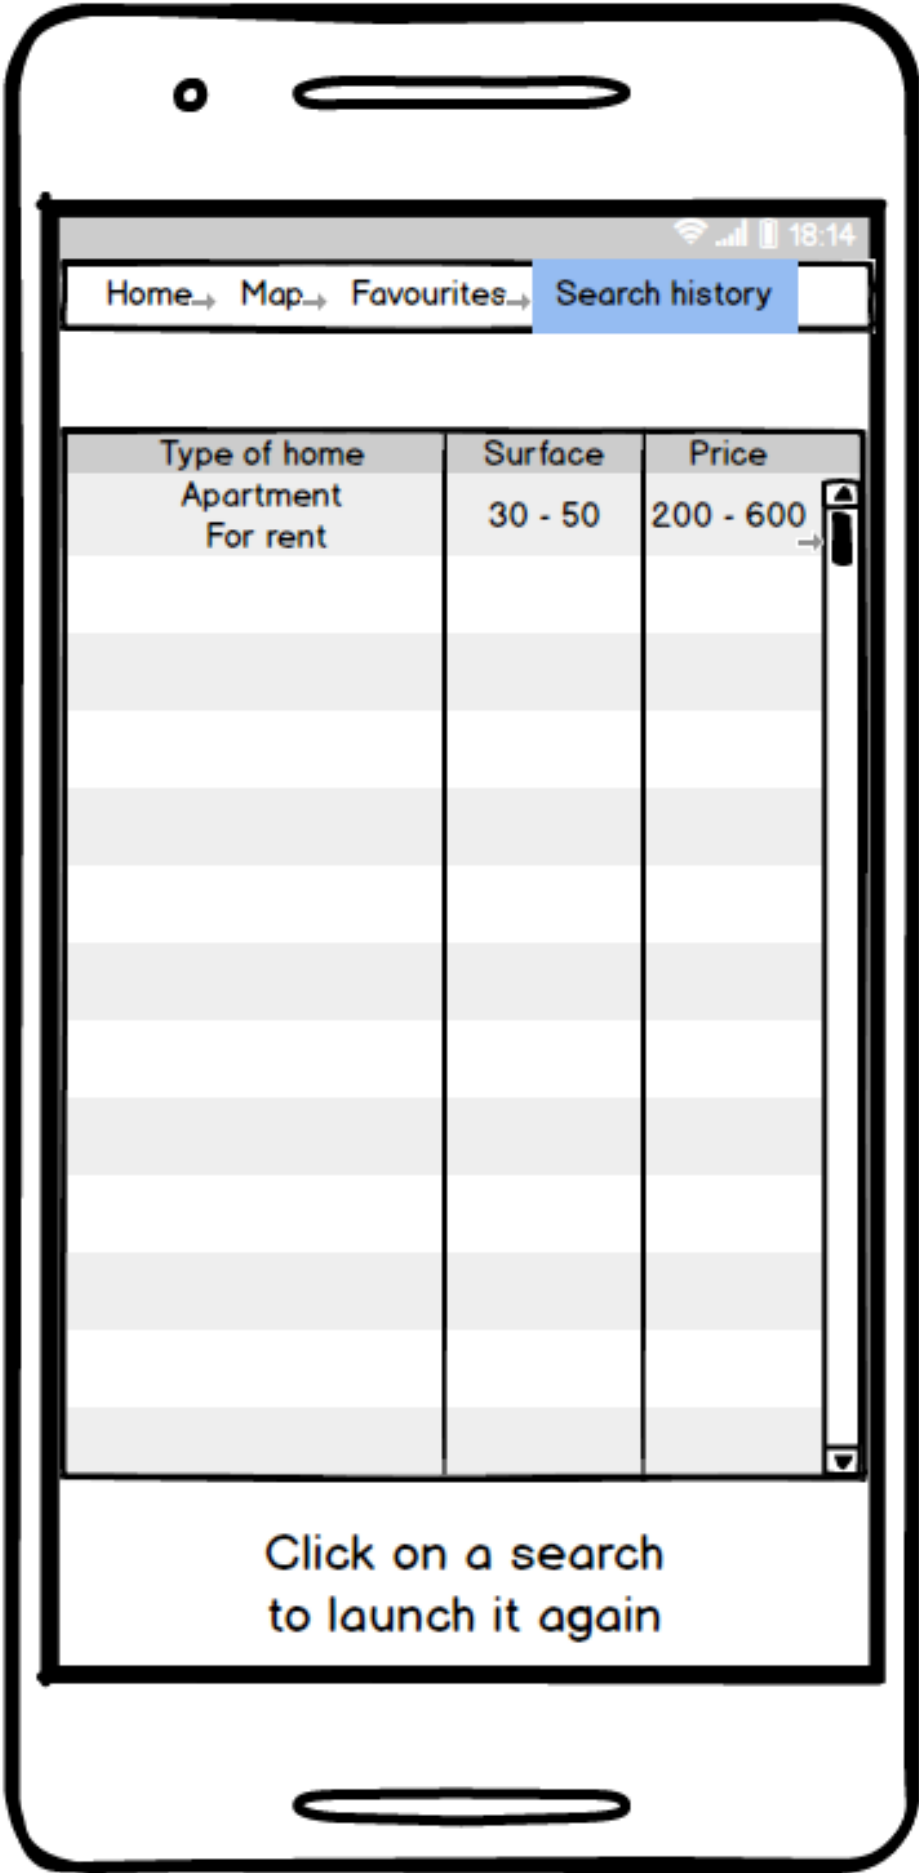 18:14
Home Map Favourites Search history
Type of home Surface Price
Apartment
For rent 30 - 50 200 - 600
Click on a search
to launch it again